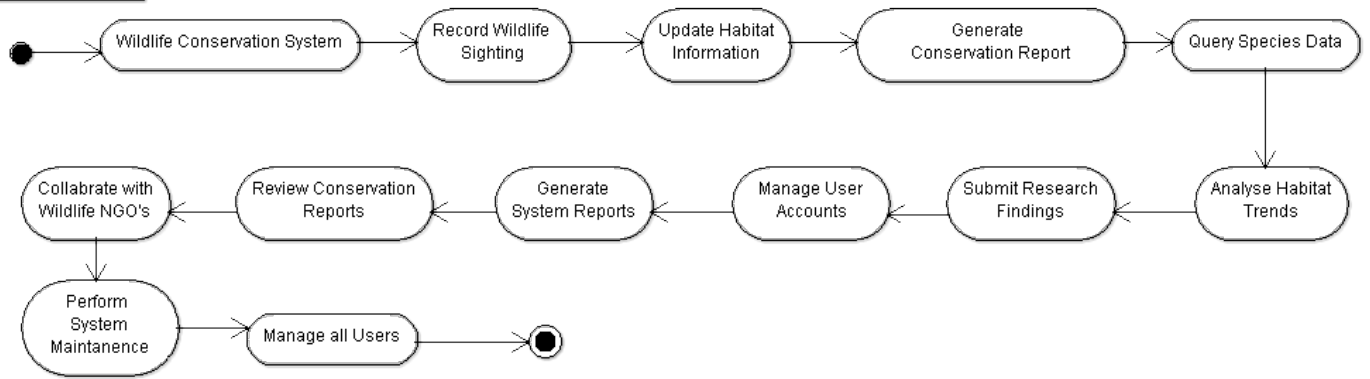 Wildlife Conservation System
Record Wildlife
Sighting
Update Habitat
Information
Generate
Conservation Report
Query Species Data
Analyse Habitat
Trends
Submit Research
Findings
Manage User
Accounts
Generate
System Reports
Review Conservation
Reports
Collabrate with
Wildlife NGO's
Perform
System
Maintanence
Manage all Users